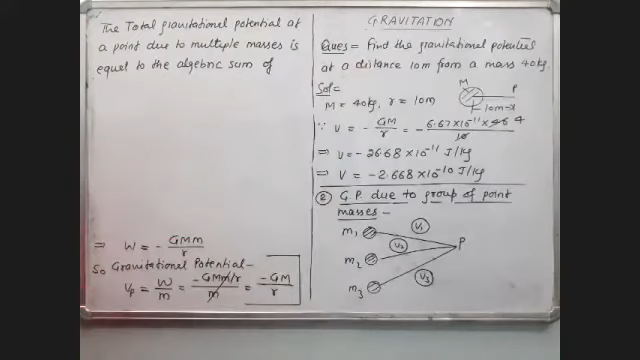 The Total gravitational potential at
a point due to multiple masses is
equal to the algebric sum of
⇒ W = - GMm/r
So Gravitational Potential -
Vp = W/m = -GMm/r / m = -GM/r
GRAVITATION
Ques = Find the gravitational potential
at a distance 10m from a mass 40kg.
Sol =
M = 40kg, r = 10m
M P
10m
∵ V = - GM/r = - 6.67×10⁻¹¹×40 4 / 10
⇒ V = - 26.68 ×10⁻¹¹ J/kg
⇒ V = - 2.668 ×10⁻¹⁰ J/kg
② G.P. due to group of point
masses -
m₁ V₁
V₂ P
m₂
V₃
m₃